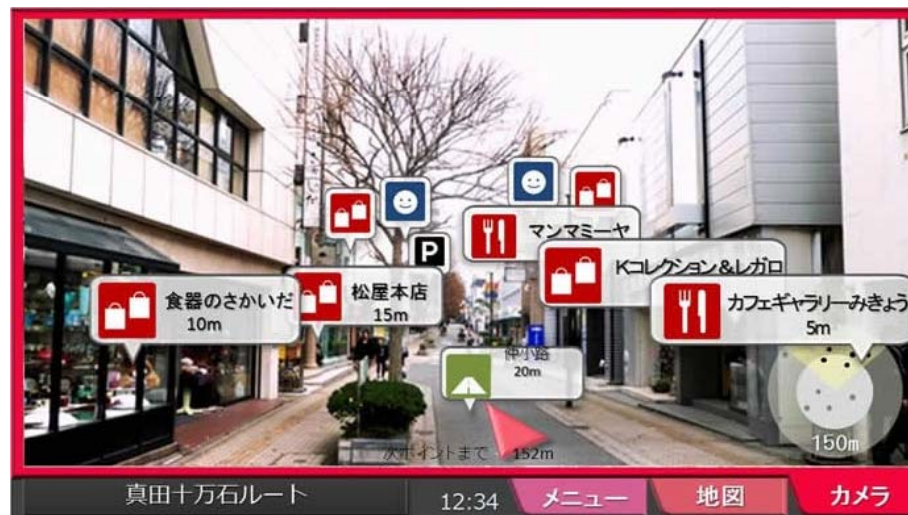 マンマミーヤ
Kコレクション&レガロ
P
食器のさかいだ
10m
松屋本店
15m
カフェギャラリーみきょう
5m
仲小路
20m
150m
次ポイントまで 152m
真田十万石ルート
12:34
メニュー
地図
カメラ